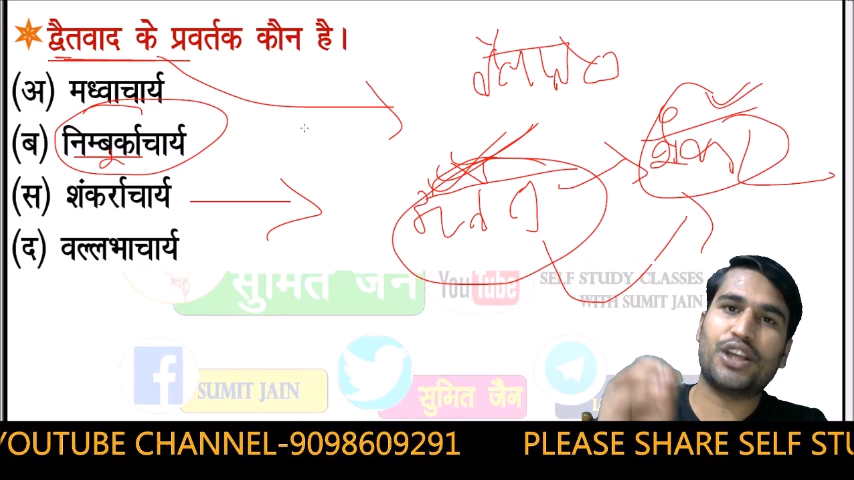 द्वैतवाद के प्रवर्तक कौन है।
(अ) मध्वाचार्य
(ब) निम्बुर्काचार्य
(स) शंकर्राचार्य
(द) वल्लभाचार्य
सुमित जैन
YouTube
SELF STUDY CLASSES
WITH SUMIT JAIN
SUMIT JAIN
सुमित जैन
YOUTUBE CHANNEL-9098609291 PLEASE SHARE SELF STU